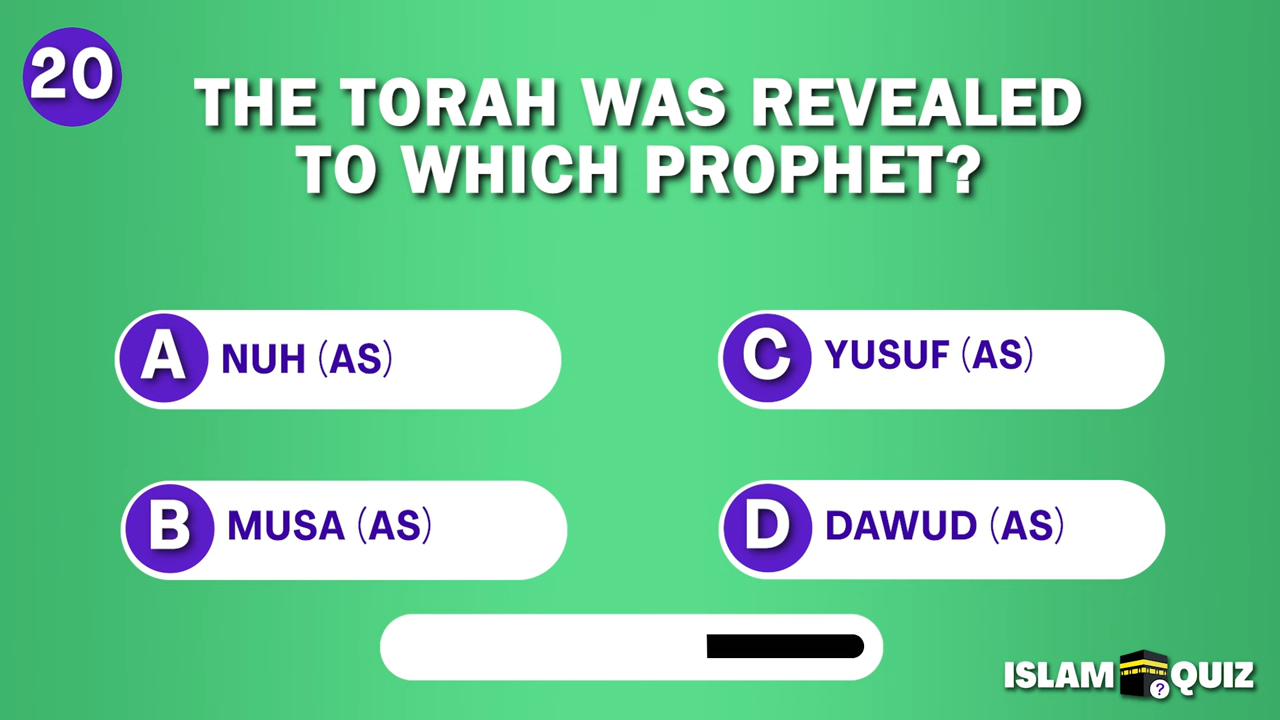 20
THE TORAH WAS REVEALED
TO WHICH PROPHET?
A NUH (AS)
B MUSA (AS)
C YUSUF (AS)
D DAWUD (AS)
ISLAM ? QUIZ